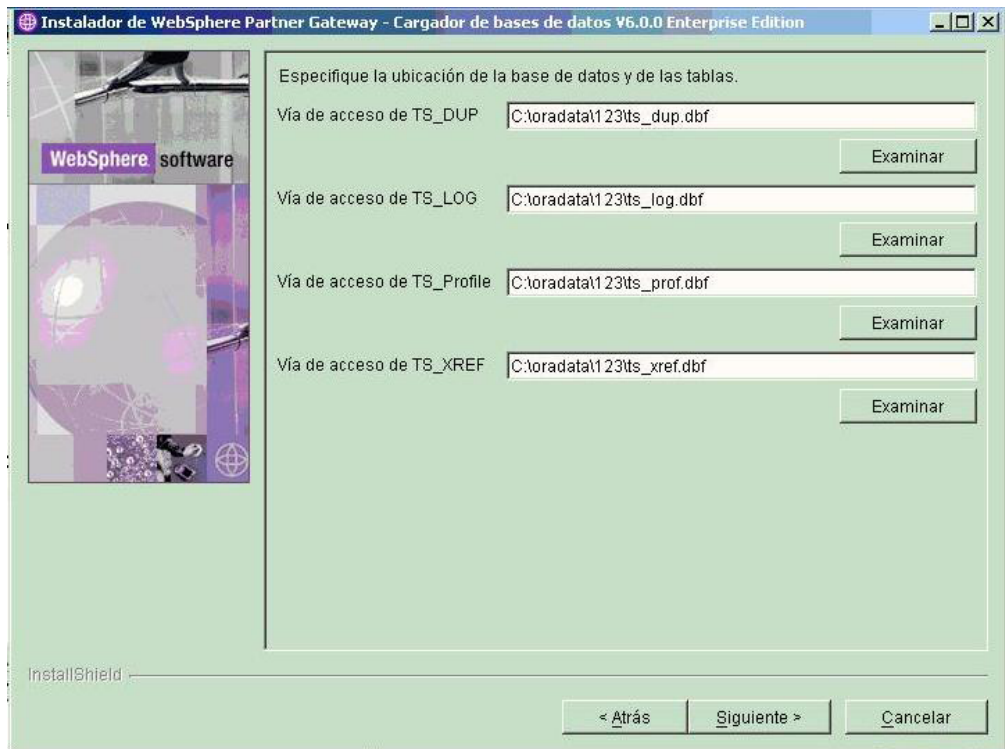 Instalador de WebSphere Partner Gateway - Cargador de bases de datos V6.0.0 Enterprise Edition
WebSphere software
Especifique la ubicación de la base de datos y de las tablas.
Vía de acceso de TS_DUP C:\oradata\123\ts_dup.dbf
Examinar
Vía de acceso de TS_LOG C:\oradata\123\ts_log.dbf
Examinar
Vía de acceso de TS_Profile C:\oradata\123\ts_prof.dbf
Examinar
Vía de acceso de TS_XREF C:\oradata\123\ts_xref.dbf
Examinar
InstallShield
< Atrás Siguiente > Cancelar